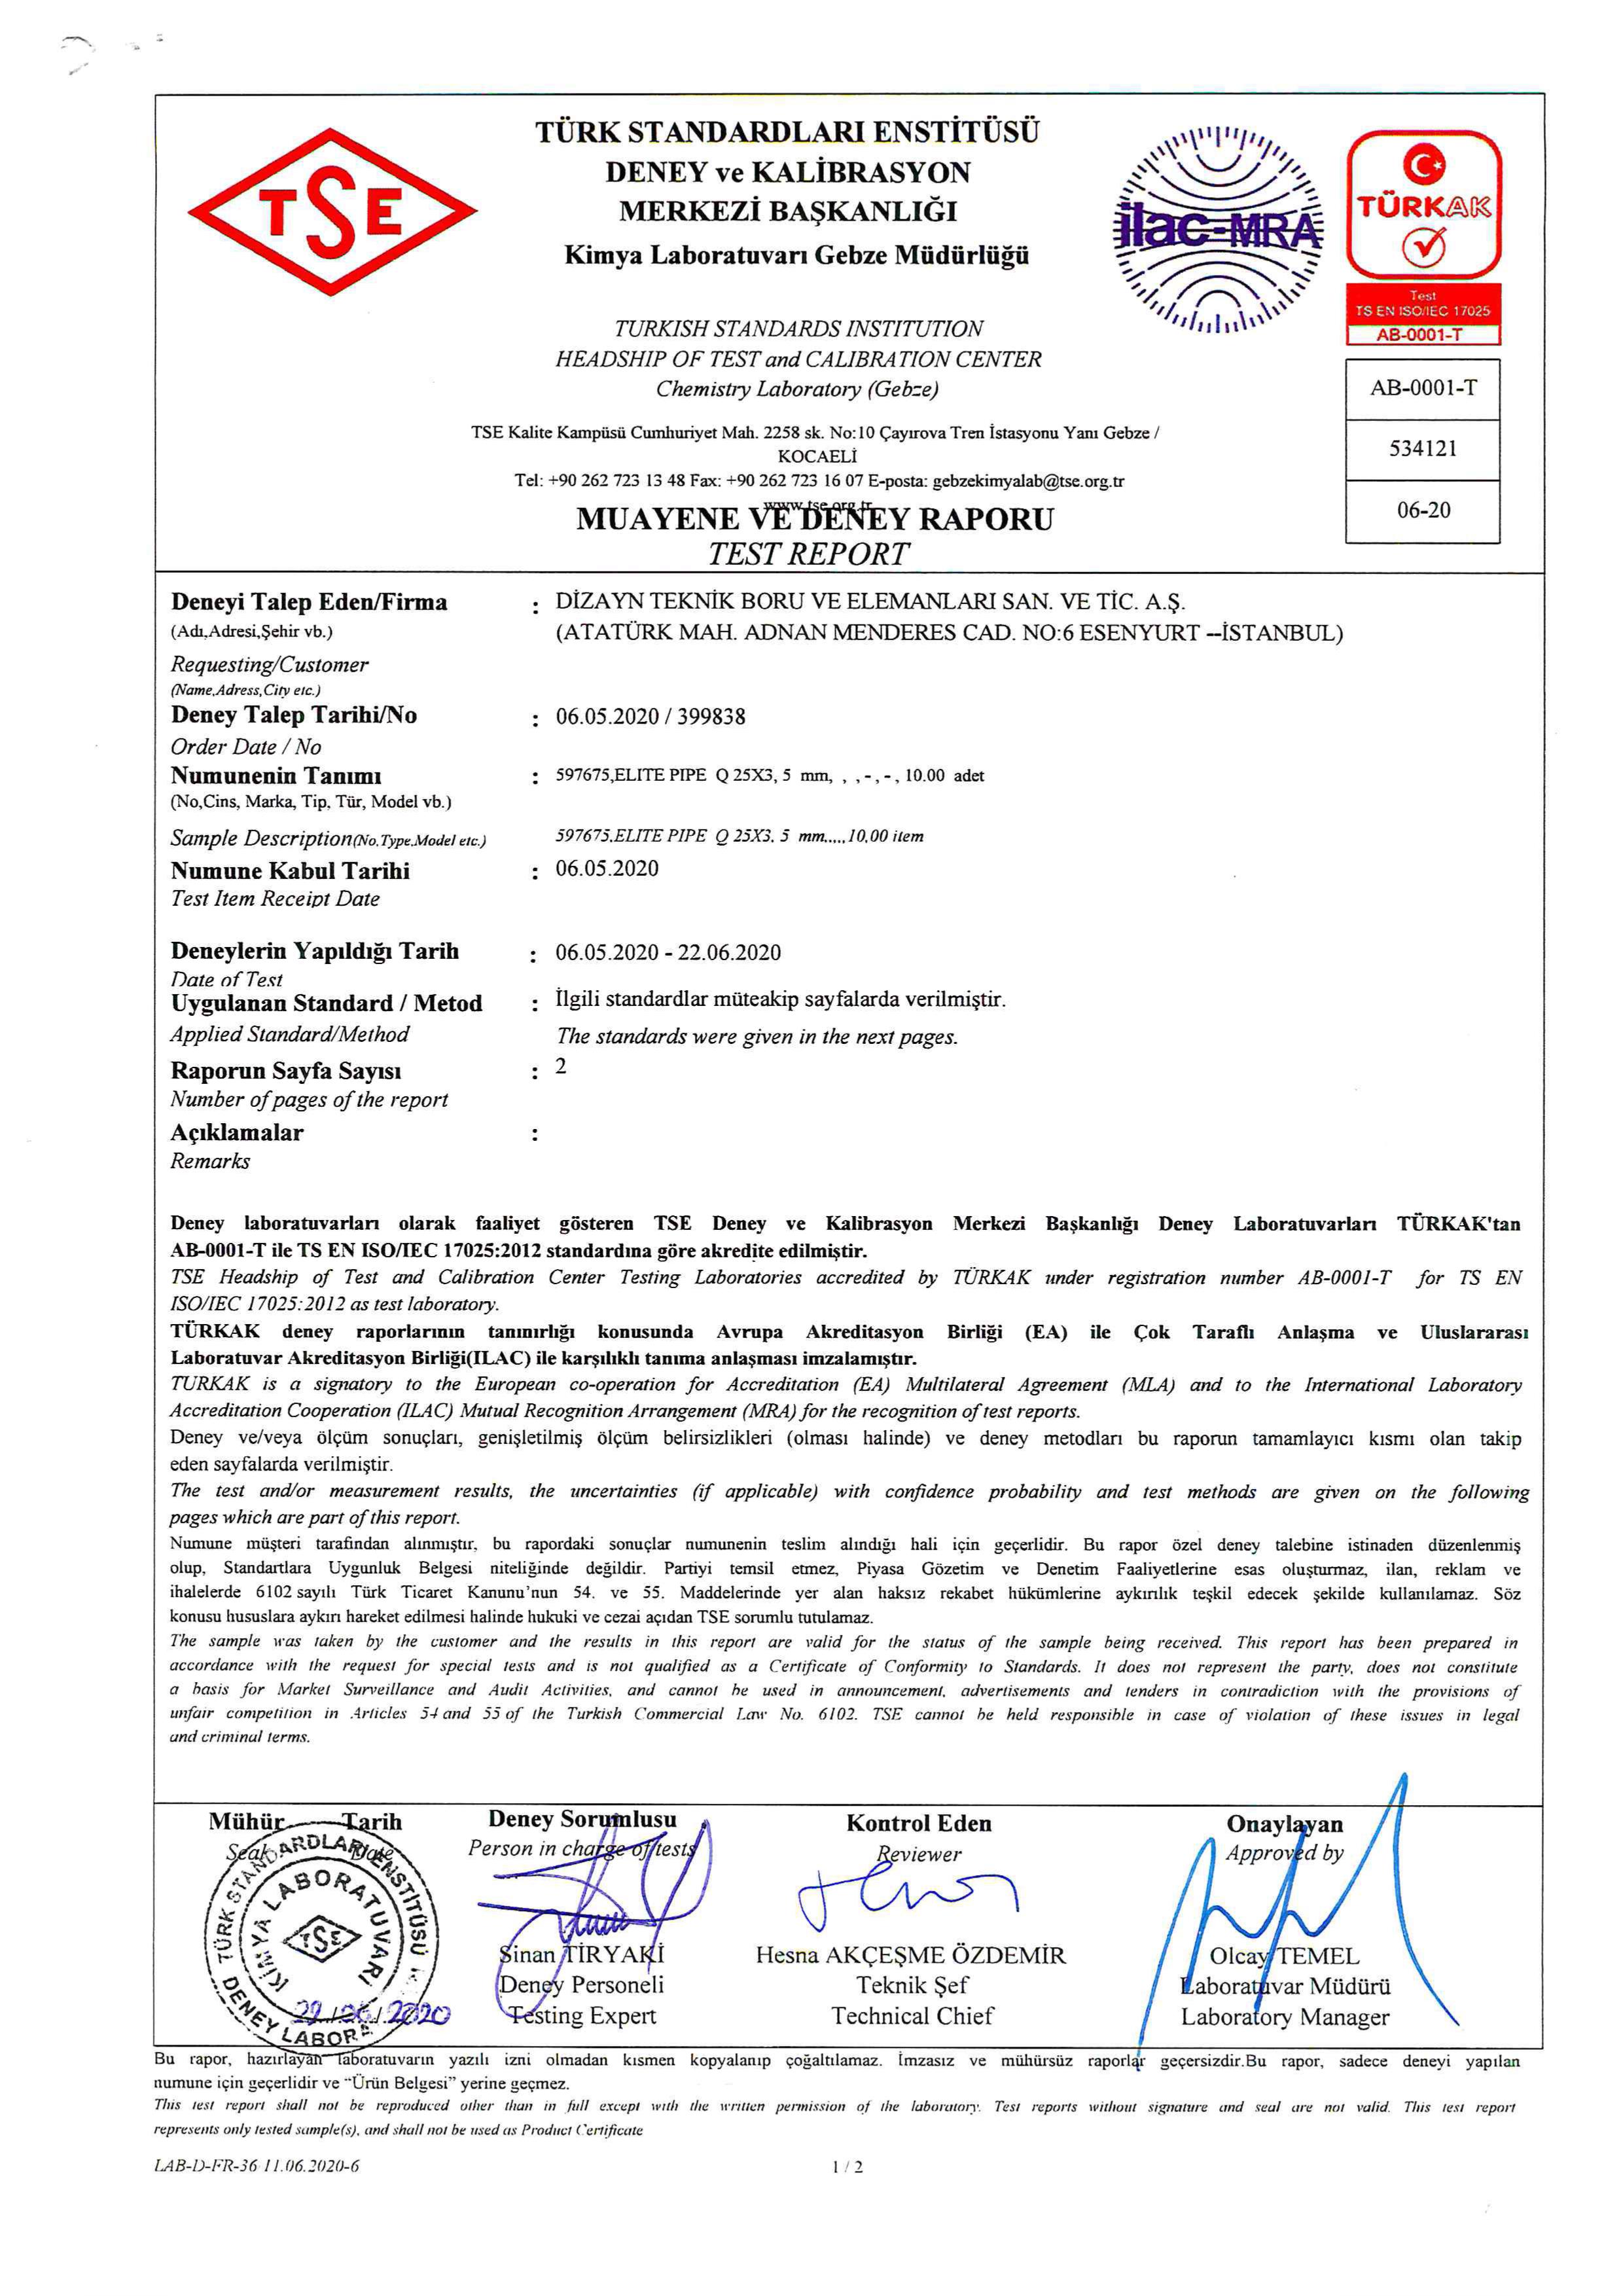 TSE
TÜRK STANDARDLARI ENSTİTÜSÜ
DENEY ve KALİBRASYON
MERKEZİ BAŞKANLIĞI
Kimya Laboratuvarı Gebze Müdürlüğü
TURKISH STANDARDS INSTITUTION
HEADSHIP OF TEST and CALIBRATION CENTER
Chemistry Laboratory (Gebze)
TSE Kalite Kampüsü Cumhuriyet Mah. 2258 sk. No:10 Çayırova Tren İstasyonu Yanı Gebze /
KOCAELİ
Tel: +90 262 723 13 48 Fax: +90 262 723 16 07 E-posta: gebzekimyalab@tse.org.tr
www.tse.org.tr
MUAYENE VE DENEY RAPORU
TEST REPORT
ilac-MRA
TÜRKAK
Test
TS EN ISO/IEC 17025
AB-0001-T
AB-0001-T
534121
06-20
Deneyi Talep Eden/Firma : DİZAYN TEKNİK BORU VE ELEMANLARI SAN. VE TİC. A.Ş.
(Adı,Adresi,Şehir vb.) (ATATÜRK MAH. ADNAN MENDERES CAD. NO:6 ESENYURT --İSTANBUL)
Requesting/Customer
(Name,Adress,City etc.)
Deney Talep Tarihi/No : 06.05.2020 / 399838
Order Date / No
Numunenin Tanımı : 597675,ELITE PIPE Q 25X3, 5 mm, , ,-,-, 10.00 adet
(No,Cins, Marka, Tip, Tür, Model vb.)
Sample Description(No,Type,Model etc.) 597675,ELITE PIPE Q 25X3, 5 mm,,,,,10,00 item
Numune Kabul Tarihi : 06.05.2020
Test Item Receipt Date
Deneylerin Yapıldığı Tarih : 06.05.2020 - 22.06.2020
Date of Test
Uygulanan Standard / Metod : İlgili standardlar müteakip sayfalarda verilmiştir.
Applied Standard/Method The standards were given in the next pages.
Raporun Sayfa Sayısı : 2
Number of pages of the report
Açıklamalar :
Remarks
Deney laboratuvarları olarak faaliyet gösteren TSE Deney ve Kalibrasyon Merkezi Başkanlığı Deney Laboratuvarları TÜRKAK'tan
AB-0001-T ile TS EN ISO/IEC 17025:2012 standardına göre akredite edilmiştir.
TSE Headship of Test and Calibration Center Testing Laboratories accredited by TÜRKAK under registration number AB-0001-T for TS EN
ISO/IEC 17025:2012 as test laboratory.
TÜRKAK deney raporlarının tanınırlığı konusunda Avrupa Akreditasyon Birliği (EA) ile Çok Taraflı Anlaşma ve Uluslararası
Laboratuvar Akreditasyon Birliği(ILAC) ile karşılıklı tanıma anlaşması imzalamıştır.
TURKAK is a signatory to the European co-operation for Accreditation (EA) Multilateral Agreement (MLA) and to the International Laboratory
Accreditation Cooperation (ILAC) Mutual Recognition Arrangement (MRA) for the recognition of test reports.
Deney ve/veya ölçüm sonuçları, genişletilmiş ölçüm belirsizlikleri (olması halinde) ve deney metodları bu raporun tamamlayıcı kısmı olan takip
eden sayfalarda verilmiştir.
The test and/or measurement results, the uncertainties (if applicable) with confidence probability and test methods are given on the following
pages which are part of this report.
Numune müşteri tarafından alınmıştır, bu rapordaki sonuçlar numunenin teslim alındığı hali için geçerlidir. Bu rapor özel deney talebine istinaden düzenlenmiş
olup, Standartlara Uygunluk Belgesi niteliğinde değildir. Partiyi temsil etmez, Piyasa Gözetim ve Denetim Faaliyetlerine esas oluşturmaz, ilan, reklam ve
ihalelerde 6102 sayılı Türk Ticaret Kanunu'nun 54. ve 55. Maddelerinde yer alan haksız rekabet hükümlerine aykırılık teşkil edecek şekilde kullanılamaz. Söz
konusu hususlara aykırı hareket edilmesi halinde hukuki ve cezai açıdan TSE sorumlu tutulamaz.
The sample was taken by the customer and the results in this report are valid for the status of the sample being received. This report has been prepared in
accordance with the request for special tests and is not qualified as a Certificate of Conformity to Standards. It does not represent the party, does not constitute
a basis for Market Surveillance and Audit Activities, and cannot be used in announcement, advertisements and tenders in contradiction with the provisions of
unfair competition in Articles 54 and 55 of the Turkish Commercial Law No. 6102. TSE cannot be held responsible in case of violation of these issues in legal
and criminal terms.
Mühür Tarih Deney Sorumlusu Kontrol Eden Onaylayan
Seal Date Person in charge of tests Reviewer Approved by
TÜRK STANDARDLARI ENSTİTÜSÜ
KİMYA LABORATUVARI
TSE
DENEY LABORA
29/06/2020
Sinan TİRYAKİ Hesna AKÇEŞME ÖZDEMİR Olcay TEMEL
Deney Personeli Teknik Şef Laboratuvar Müdürü
Testing Expert Technical Chief Laboratory Manager
Bu rapor, hazırlayan laboratuvarın yazılı izni olmadan kısmen kopyalanıp çoğaltılamaz. İmzasız ve mühürsüz raporlar geçersizdir.Bu rapor, sadece deneyi yapılan
numune için geçerlidir ve "Ürün Belgesi" yerine geçmez.
This test report shall not be reproduced other than in full except with the written permission of the laboratory. Test reports without signature and seal are not valid. This test report
represents only tested sample(s), and shall not be used as Product Certificate
LAB-D-FR-36 11.06.2020-6 1 / 2